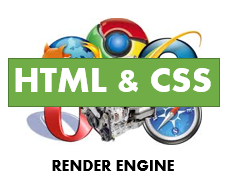 HTML & CSS
RENDER ENGINE